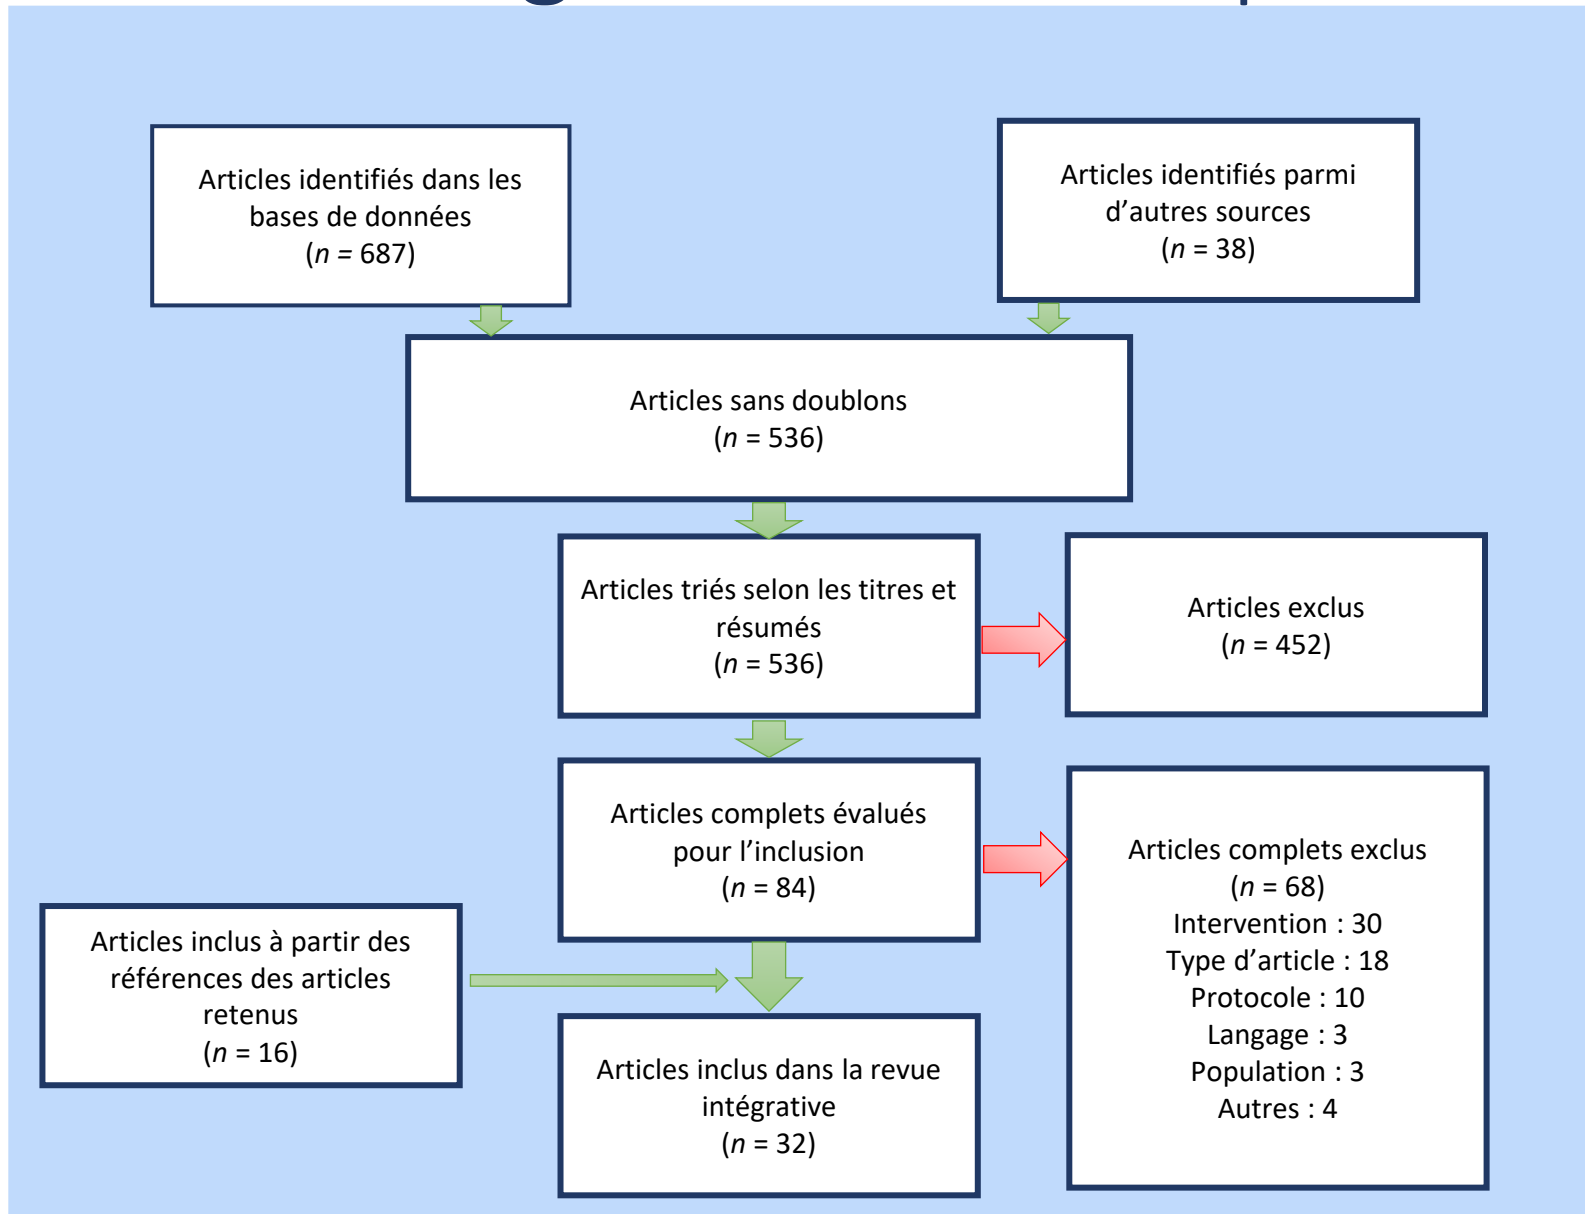 Articles identifiés dans les
bases de données
(n = 687)
Articles identifiés parmi
d’autres sources
(n = 38)
Articles sans doublons
(n = 536)
Articles triés selon les titres et
résumés
(n = 536)
Articles exclus
(n = 452)
Articles complets évalués
pour l’inclusion
(n = 84)
Articles complets exclus
(n = 68)
Intervention : 30
Type d’article : 18
Protocole : 10
Langage : 3
Population : 3
Autres : 4
Articles inclus à partir des
références des articles
retenus
(n = 16)
Articles inclus dans la revue
intégrative
(n = 32)